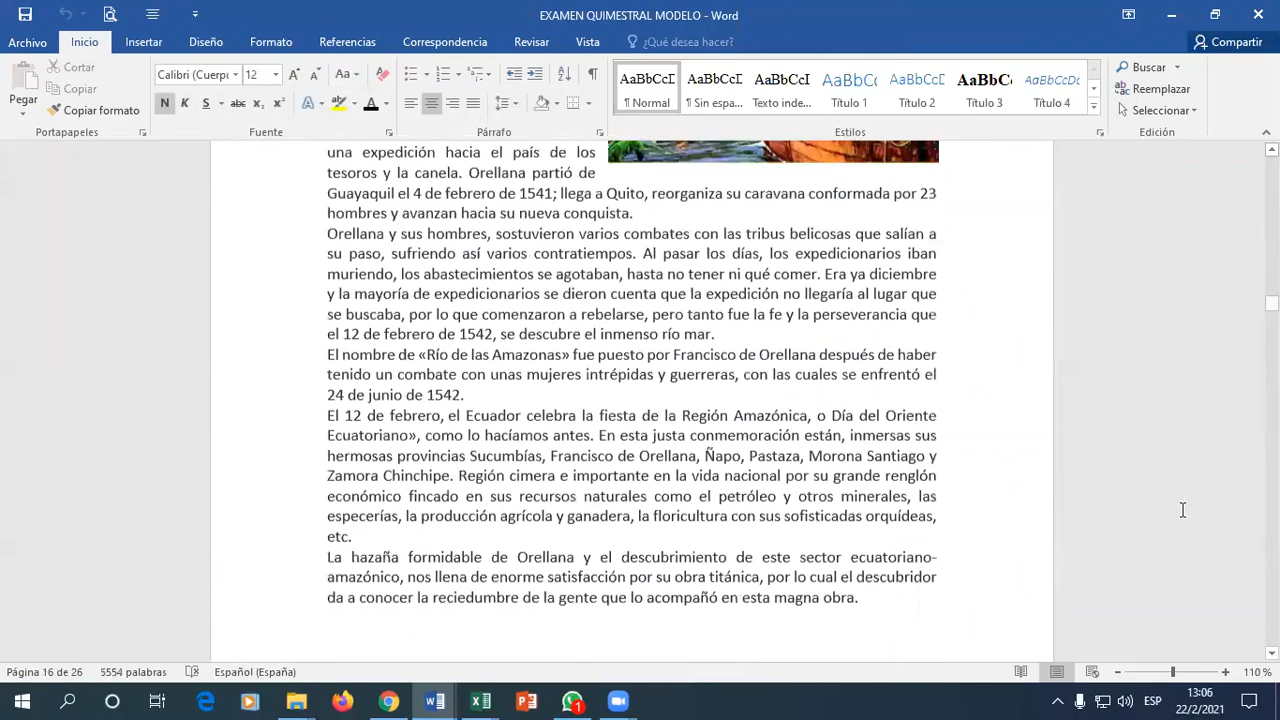 EXAMEN QUIMESTRAL MODELO - Word
Archivo Inicio Insertar Diseño Formato Referencias Correspondencia Revisar Vista ¿Qué desea hacer? Compartir
Pegar
Cortar
Copiar
Copiar formato
Portapapeles
Calibri (Cuerp 12 Aa
N K S abc x₂ x² A A
Fuente
Párrafo
AaBbCcD AaBbCcD AaBbCcI AaBbCcD AaBbCcD AaBbCc AaBbCcDc
¶ Normal ¶ Sin espa... Texto inde... Título 1 Título 2 Título 3 Título 4
Estilos
Buscar
Reemplazar
Seleccionar
Edición
una expedición hacia el país de los
tesoros y la canela. Orellana partió de
Guayaquil el 4 de febrero de 1541; llega a Quito, reorganiza su caravana conformada por 23
hombres y avanzan hacia su nueva conquista.
Orellana y sus hombres, sostuvieron varios combates con las tribus belicosas que salían a
su paso, sufriendo así varios contratiempos. Al pasar los días, los expedicionarios iban
muriendo, los abastecimientos se agotaban, hasta no tener ni qué comer. Era ya diciembre
y la mayoría de expedicionarios se dieron cuenta que la expedición no llegaría al lugar que
se buscaba, por lo que comenzaron a rebelarse, pero tanto fue la fe y la perseverancia que
el 12 de febrero de 1542, se descubre el inmenso río mar.
El nombre de «Río de las Amazonas» fue puesto por Francisco de Orellana después de haber
tenido un combate con unas mujeres intrépidas y guerreras, con las cuales se enfrentó el
24 de junio de 1542.
El 12 de febrero, el Ecuador celebra la fiesta de la Región Amazónica, o Día del Oriente
Ecuatoriano», como lo hacíamos antes. En esta justa conmemoración están, inmersas sus
hermosas provincias Sucumbías, Francisco de Orellana, Ñapo, Pastaza, Morona Santiago y
Zamora Chinchipe. Región cimera e importante en la vida nacional por su grande renglón
económico fincado en sus recursos naturales como el petróleo y otros minerales, las
especerías, la producción agrícola y ganadera, la floricultura con sus sofisticadas orquídeas,
etc.
La hazaña formidable de Orellana y el descubrimiento de este sector ecuatoriano-
amazónico, nos llena de enorme satisfacción por su obra titánica, por lo cual el descubridor
da a conocer la reciedumbre de la gente que lo acompañó en esta magna obra.
Página 16 de 26 5554 palabras Español (España) 110 %
ESP
13:06
22/2/2021
1